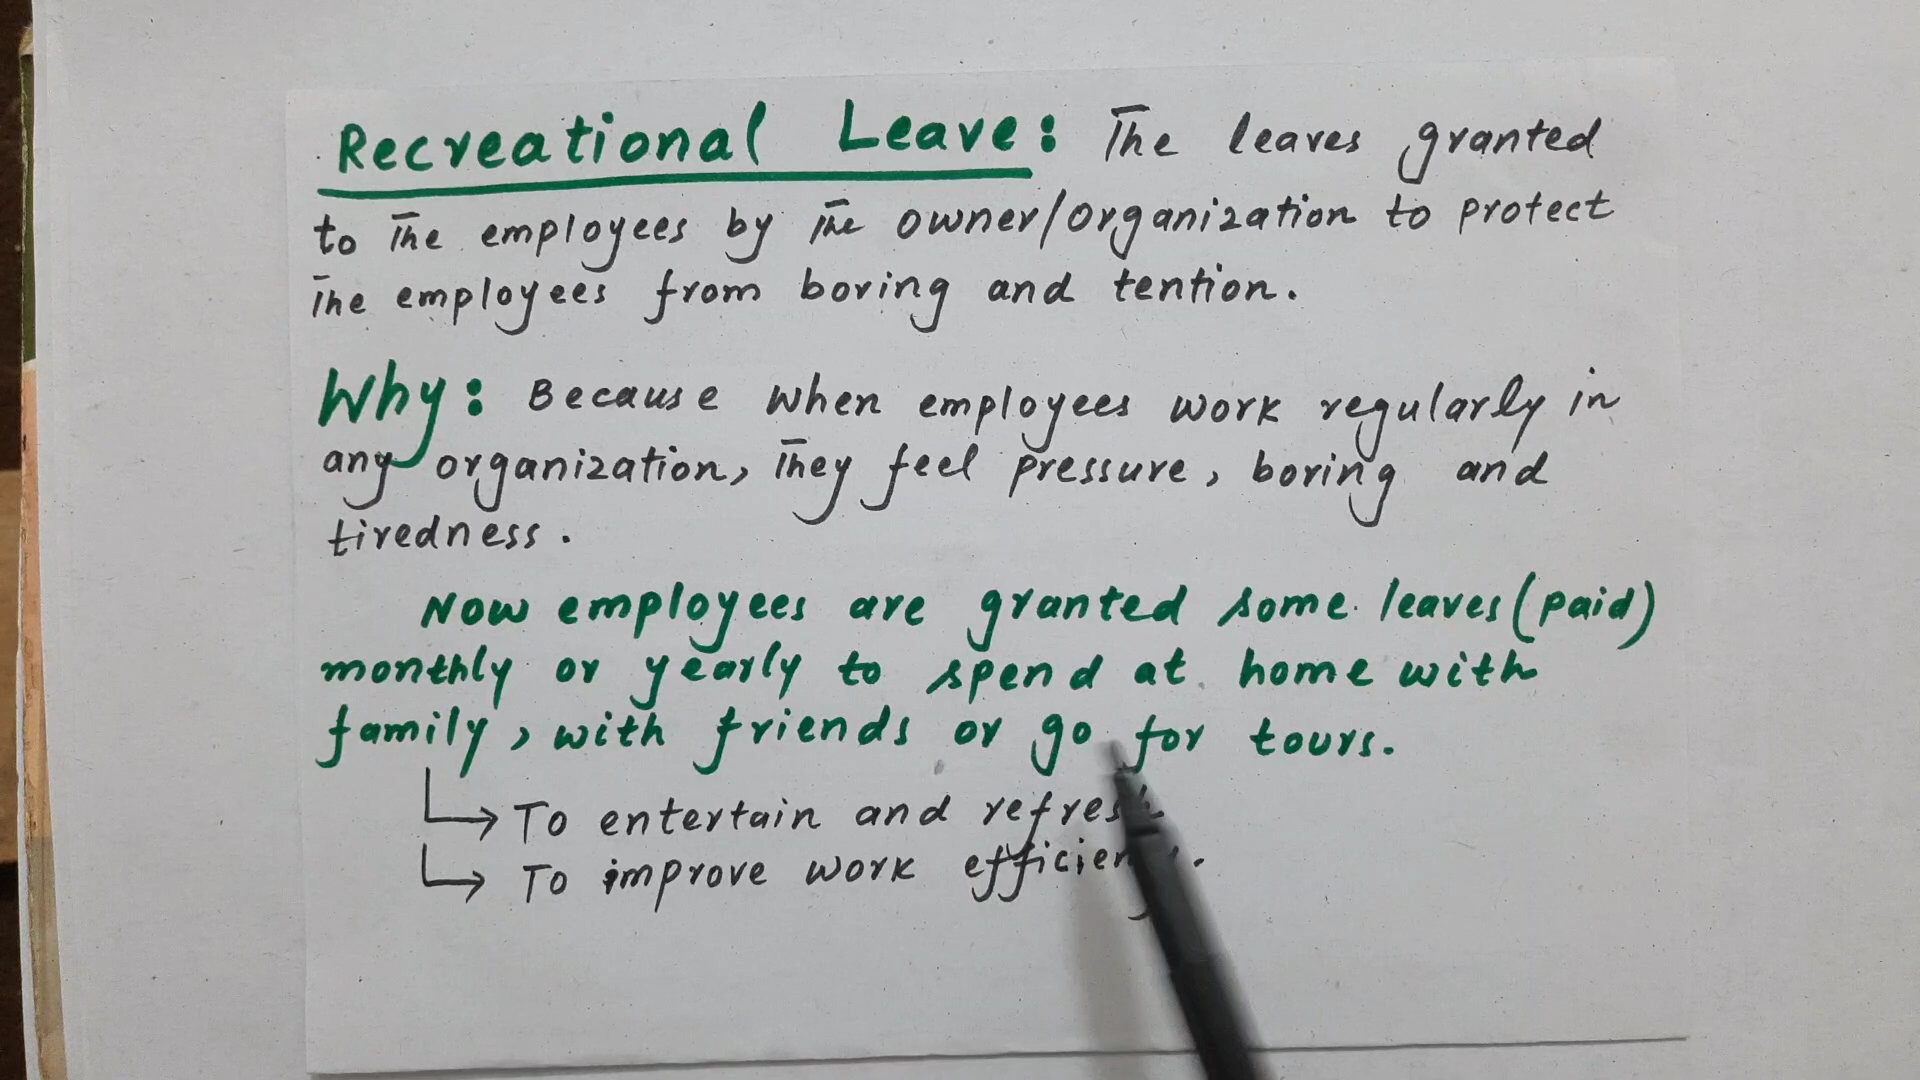 Recreational Leave: The leaves granted
to The employees by The owner/organization to protect
The employees from boring and tention.
Why: Because when employees work regularly in
any organization, They feel pressure, boring and
tiredness.
Now employees are granted some leaves (paid)
monthly or yearly to spend at home with
family, with friends or go for tours.
To entertain and refresh
To improve work efficiency.